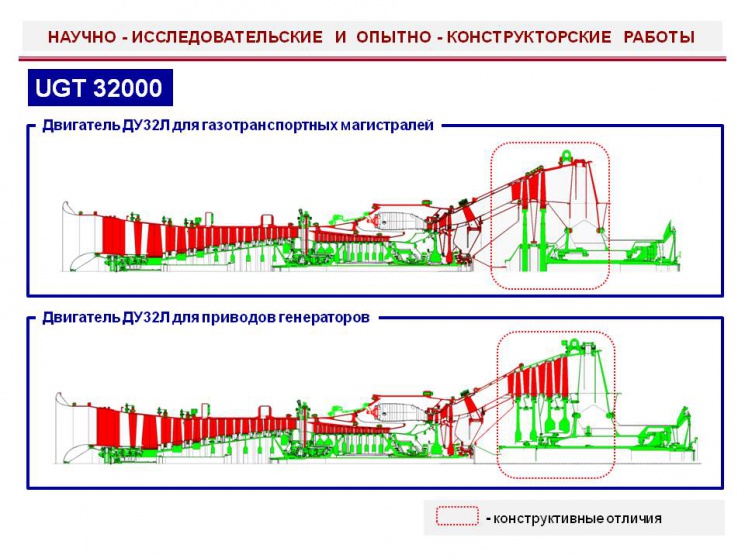 НАУЧНО - ИССЛЕДОВАТЕЛЬСКИЕ И ОПЫТНО - КОНСТРУКТОРСКИЕ РАБОТЫ
UGT 32000
Двигатель ДУ32Л для газотранспортных магистралей
Двигатель ДУ32Л для приводов генераторов
- конструктивные отличия